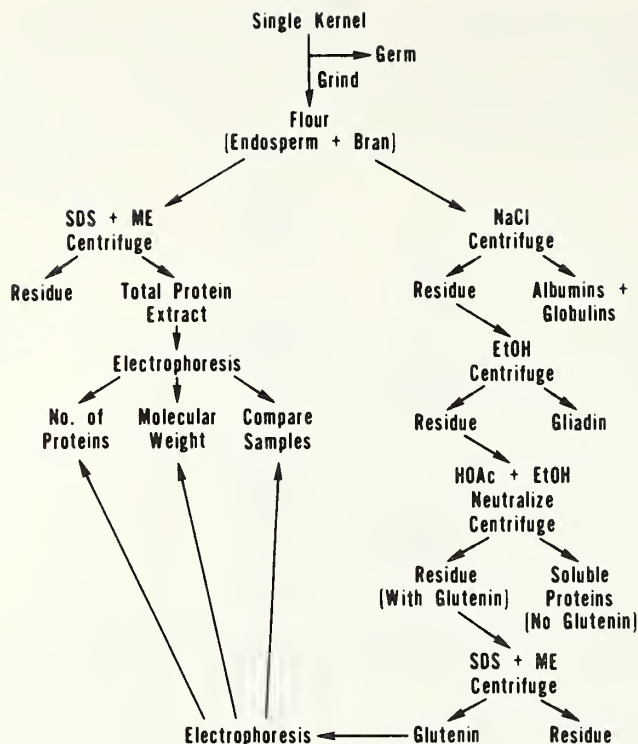 Single Kernel
Germ
Grind
Flour
(Endosperm + Bran)
SDS + ME
Centrifuge
Residue
Total Protein
Extract
Electrophoresis
No. of
Proteins
Molecular
Weight
Compare
Samples
NaCl
Centrifuge
Residue
Albumins +
Globulins
EtOH
Centrifuge
Residue
Gliadin
HOAc + EtOH
Neutralize
Centrifuge
Residue
(With Glutenin)
Soluble
Proteins
(No Glutenin)
SDS + ME
Centrifuge
Electrophoresis
Glutenin
Residue